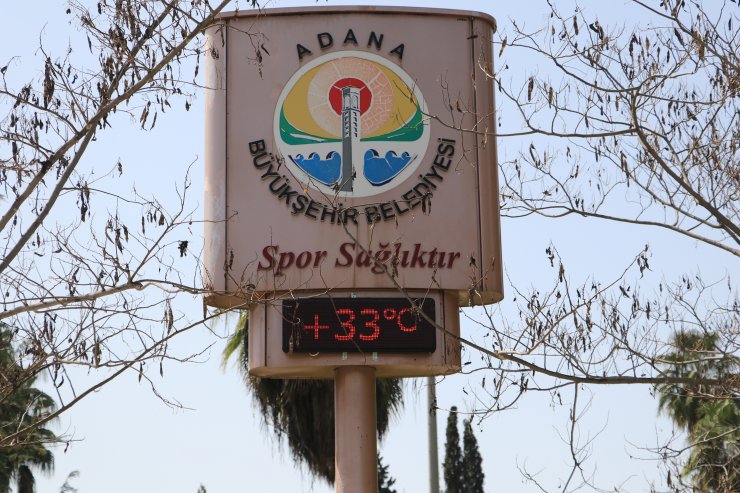 ADANA
BÜYÜKŞEHİR BELEDİYESİ
Spor Sağlıktır
+33°C